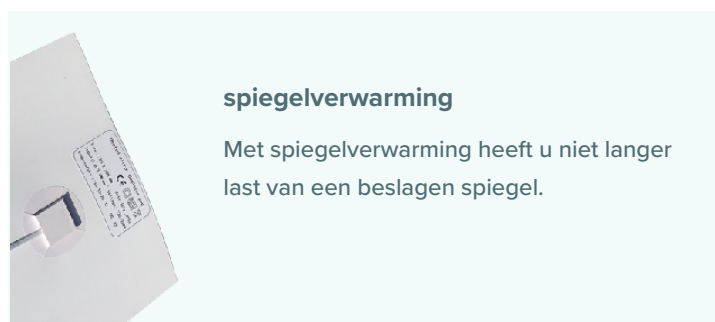 spiegelverwarming
Met spiegelverwarming heeft u niet langer
last van een beslagen spiegel.